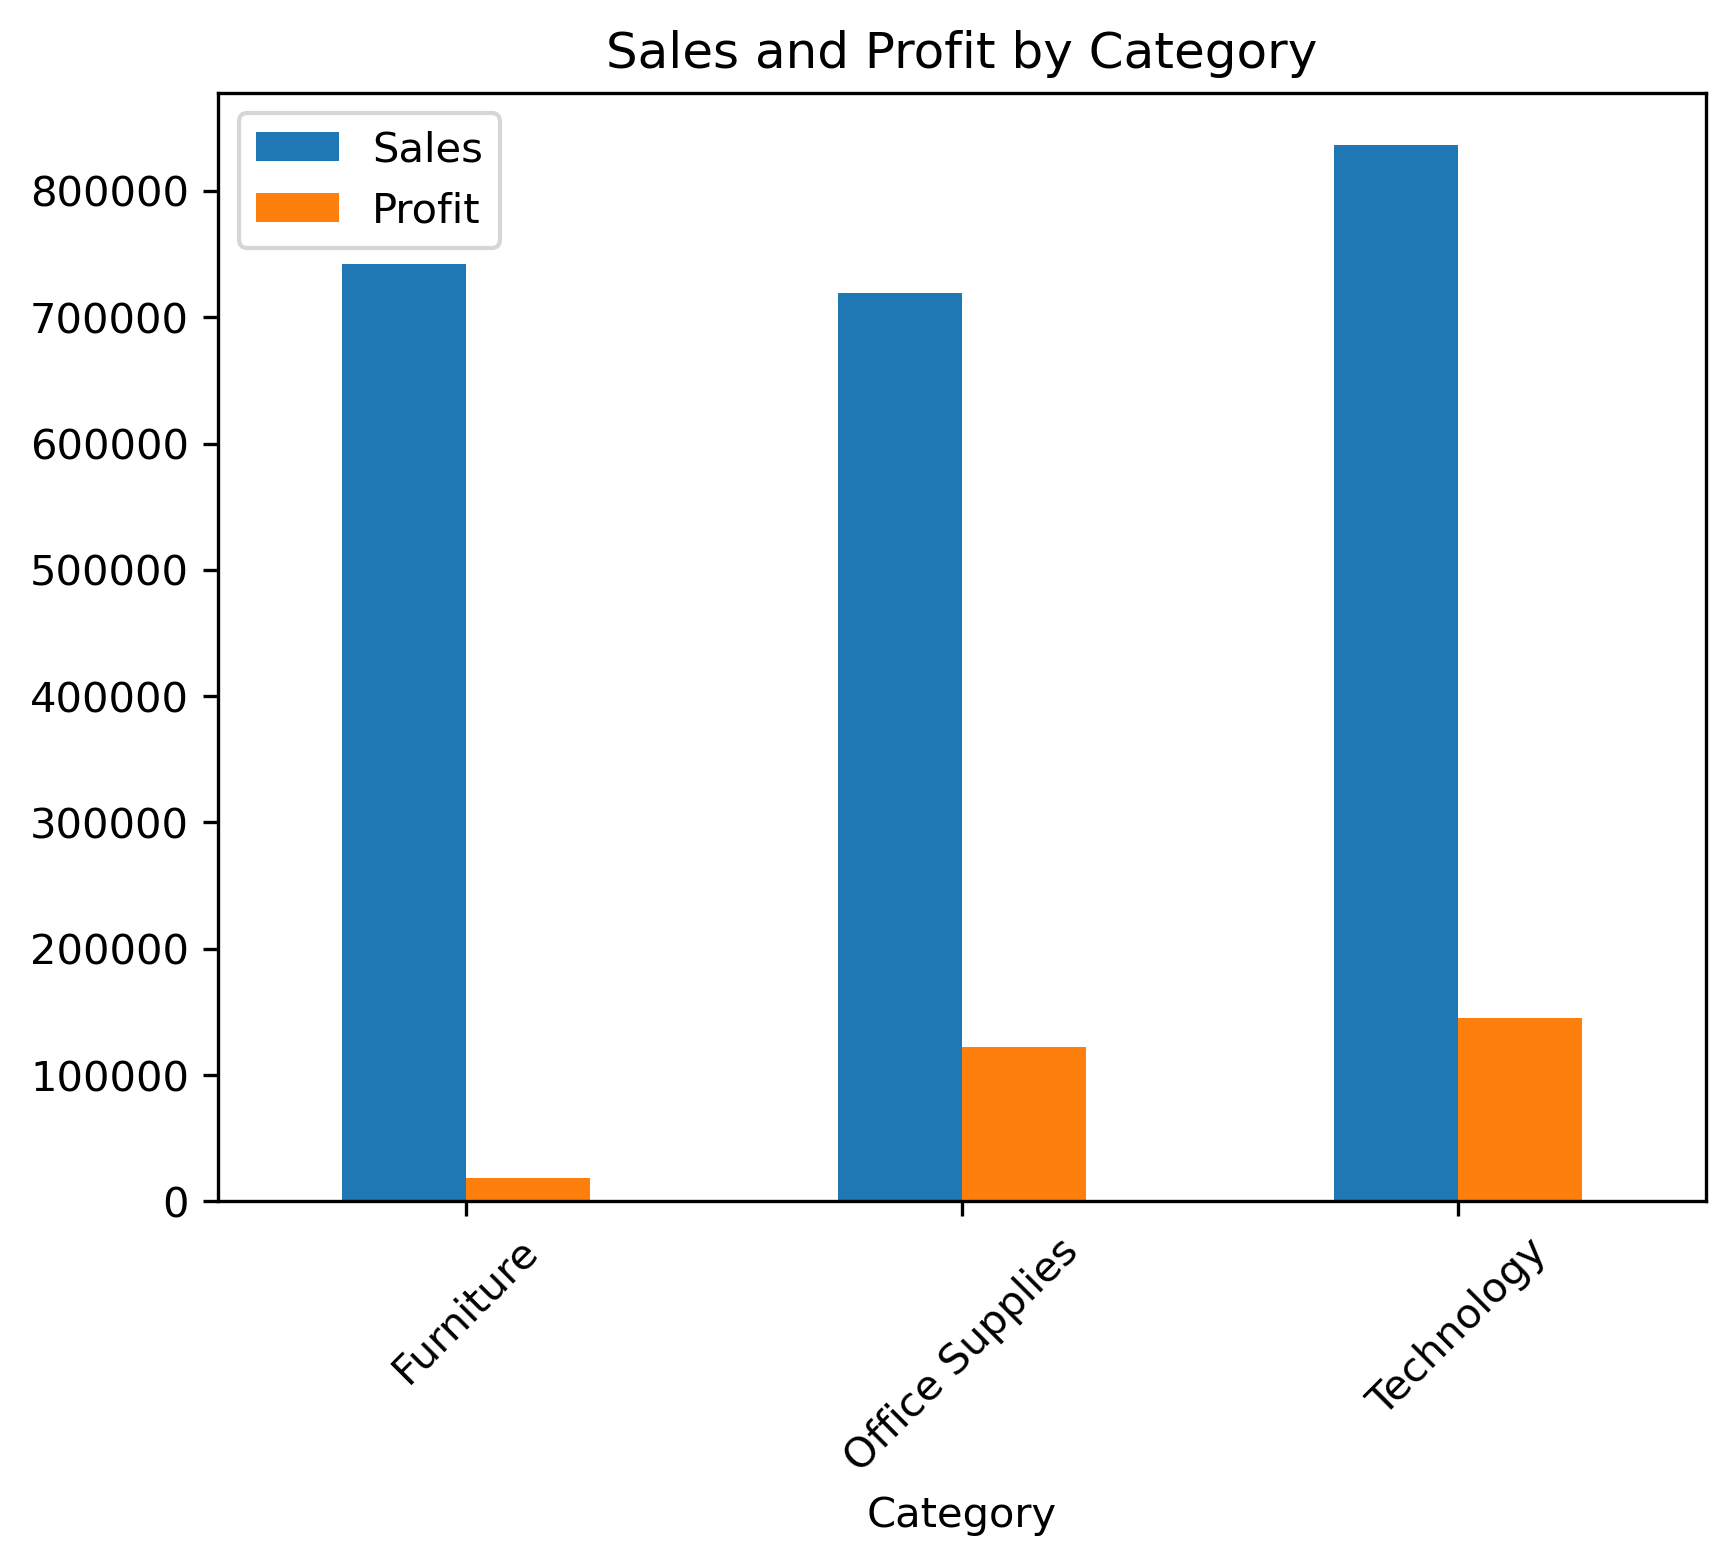 Sales and Profit by Category
Sales
Profit
800000
700000
600000
500000
400000
300000
200000
100000
0
Furniture
Office Supplies
Technology
Category